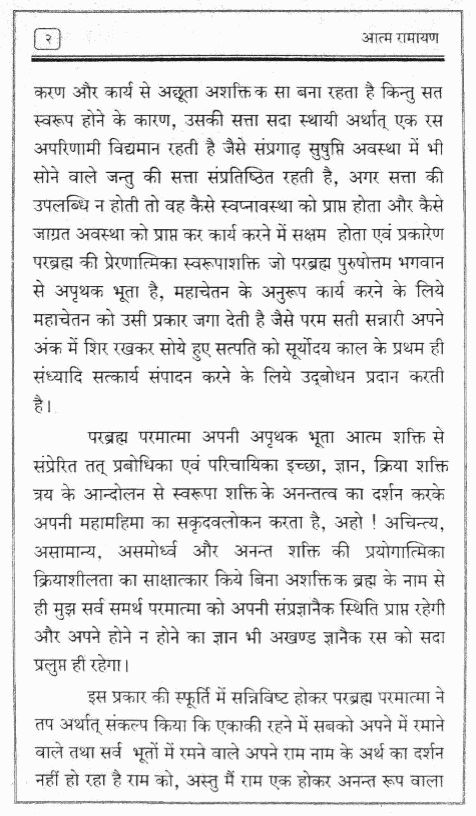 २
आत्म रामायण
करण और कार्य से अछूता अशक्तिक सा बना रहता है किन्तु सत
स्वरूप होने के कारण, उसकी सत्ता सदा स्थायी अर्थात् एक रस
अपरिणामी विद्यमान रहती है जैसे संप्रगाढ़ सुषुप्ति अवस्था में भी
सोने वाले जन्तु की सत्ता संप्रतिष्ठित रहती है, अगर सत्ता की
उपलब्धि न होती तो वह कैसे स्वप्नावस्था को प्राप्त होता और कैसे
जाग्रत अवस्था को प्राप्त कर कार्य करने में सक्षम होता एवं प्रकारेण
परब्रह्म की प्रेरणात्मिका स्वरूपाशक्ति जो परब्रह्म पुरुषोत्तम भगवान
से अपृथक भूता है, महाचेतन के अनुरूप कार्य करने के लिये
महाचेतन को उसी प्रकार जगा देती है जैसे परम सती सन्नारी अपने
अंक में शिर रखकर सोये हुए सत्पति को सूर्योदय काल के प्रथम ही
संध्यादि सत्कार्य संपादन करने के लिये उद्बोधन प्रदान करती
है।
परब्रह्म परमात्मा अपनी अपृथक भूता आत्म शक्ति से
संप्रेरित तत् प्रबोधिका एवं परिचायिका इच्छा, ज्ञान, क्रिया शक्ति
त्रय के आन्दोलन से स्वरूपा शक्ति के अनन्तत्व का दर्शन करके
अपनी महामहिमा का सकृदवलोकन करता है, अहो ! अचिन्त्य,
असामान्य, असमोर्ध्व और अनन्त शक्ति की प्रयोगात्मिका
क्रियाशीलता का साक्षात्कार किये बिना अशक्तिक ब्रह्म के नाम से
ही मुझ सर्व समर्थ परमात्मा को अपनी संप्रज्ञानैक स्थिति प्राप्त रहेगी
और अपने होने न होने का ज्ञान भी अखण्ड ज्ञानैक रस को सदा
प्रलुप्त ही रहेगा।
इस प्रकार की स्फूर्ति में सन्निविष्ट होकर परब्रह्म परमात्मा ने
तप अर्थात् संकल्प किया कि एकाकी रहने में सबको अपने में रमाने
वाले तथा सर्व भूतों में रमने वाले अपने राम नाम के अर्थ का दर्शन
नहीं हो रहा है राम को, अस्तु मैं राम एक होकर अनन्त रूप वाला